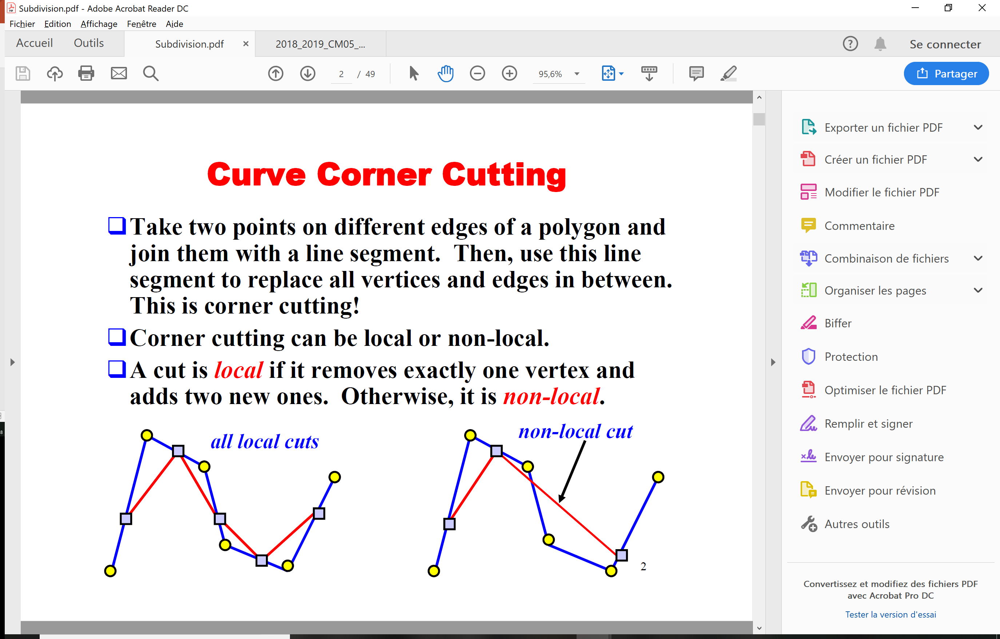 Subdivision.pdf - Adobe Acrobat Reader DC
Fichier Edition Affichage Fenêtre Aide
Accueil Outils Subdivision.pdf 2018_2019_CM05_... Se connecter
2 / 49 95,6% Partager
Curve Corner Cutting
Take two points on different edges of a polygon and
join them with a line segment. Then, use this line
segment to replace all vertices and edges in between.
This is corner cutting!
Corner cutting can be local or non-local.
A cut is local if it removes exactly one vertex and
adds two new ones. Otherwise, it is non-local.
all local cuts
non-local cut
2
Exporter un fichier PDF
Créer un fichier PDF
Modifier le fichier PDF
Commentaire
Combinaison de fichiers
Organiser les pages
Biffer
Protection
Optimiser le fichier PDF
Remplir et signer
Envoyer pour signature
Envoyer pour révision
Autres outils
Convertissez et modifiez des fichiers PDF
avec Acrobat Pro DC
Tester la version d'essai
8